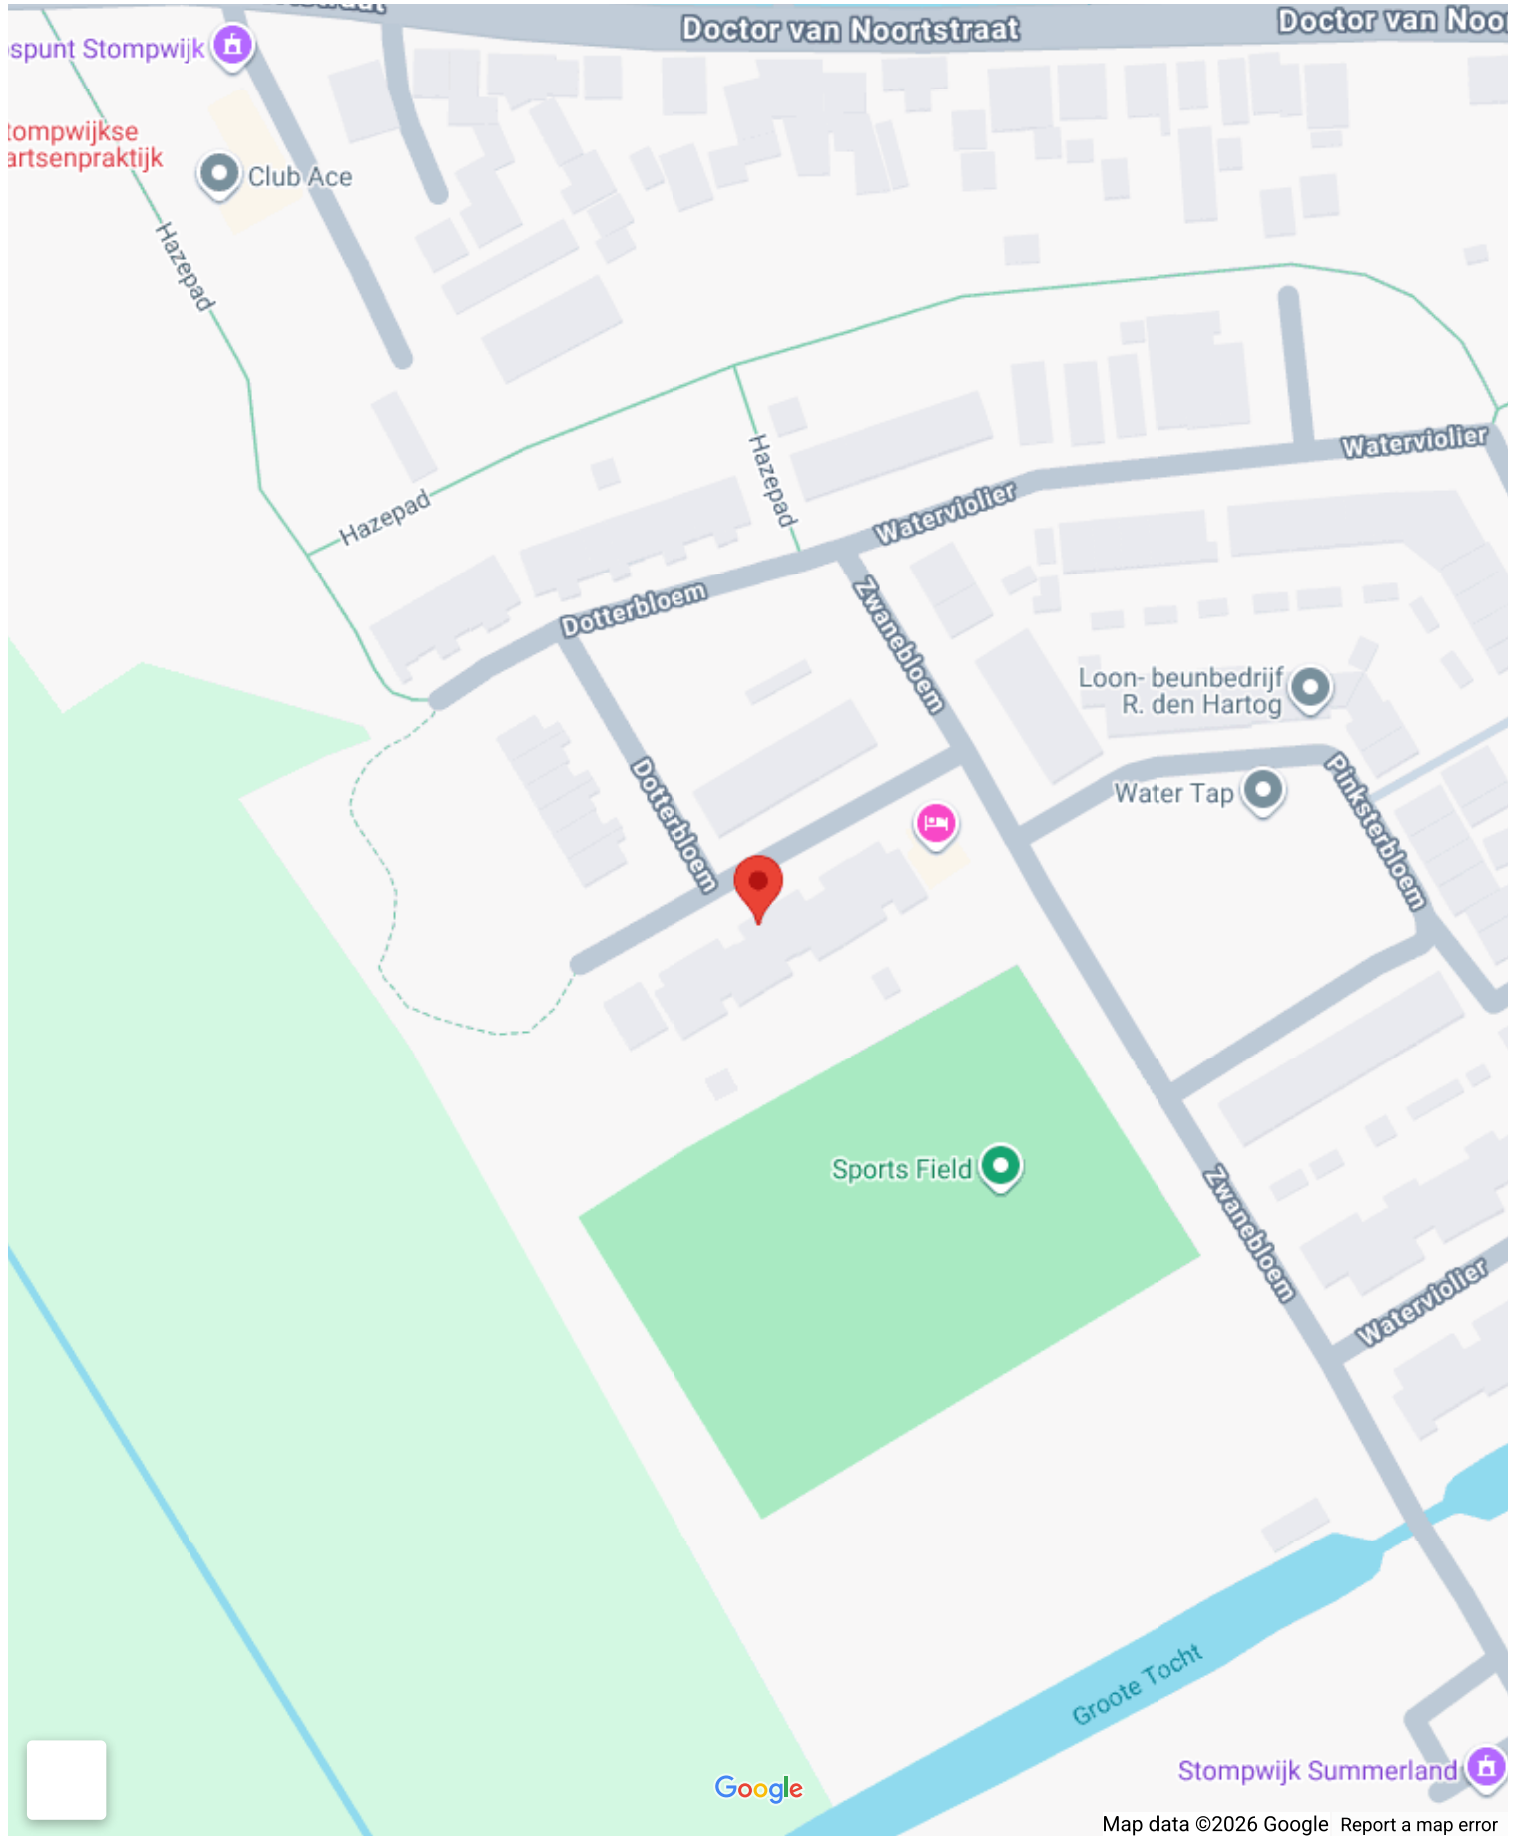 Doctor van Noortstraat
Doctor van Noor
spunt Stompwijk
tompwijkse
artsenpraktijk
Club Ace
Hazepad
Hazepad
Hazepad
Waterviolier
Waterviolier
Dotterbloem
Zwanebloem
Loon- beunbedrijf
R. den Hartog
Water Tap
Dotterbloem
Pinksterbloem
Sports Field
Zwanebloem
Waterviolier
Groote Tocht
Stompwijk Summerland
Google
Map data ©2026 Google
Report a map error